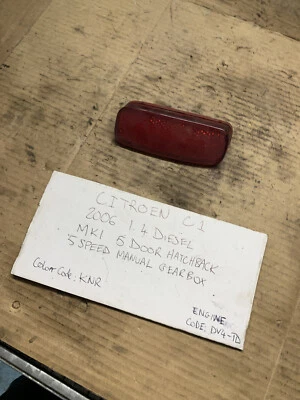 CITROEN C1
2006 1.4 DIESEL
MK1 5 DOOR HATCHBACK
5 SPEED MANUAL GEARBOX
Colour Code: KNR
ENGINE
CODE: DV4-TD